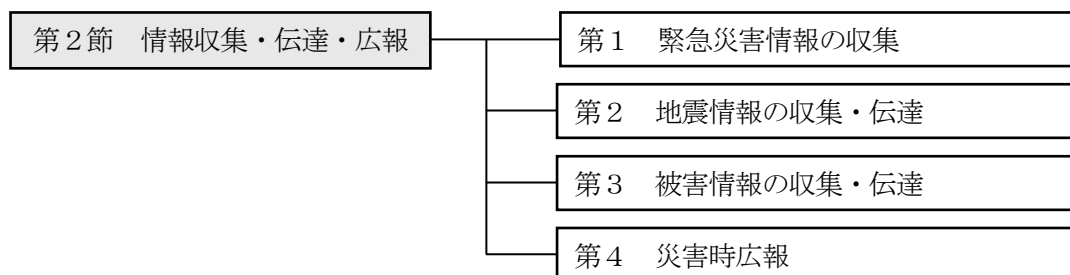 第２節　情報収集・伝達・広報
第１　緊急災害情報の収集
第２　地震情報の収集・伝達
第３　被害情報の収集・伝達
第４　災害時広報